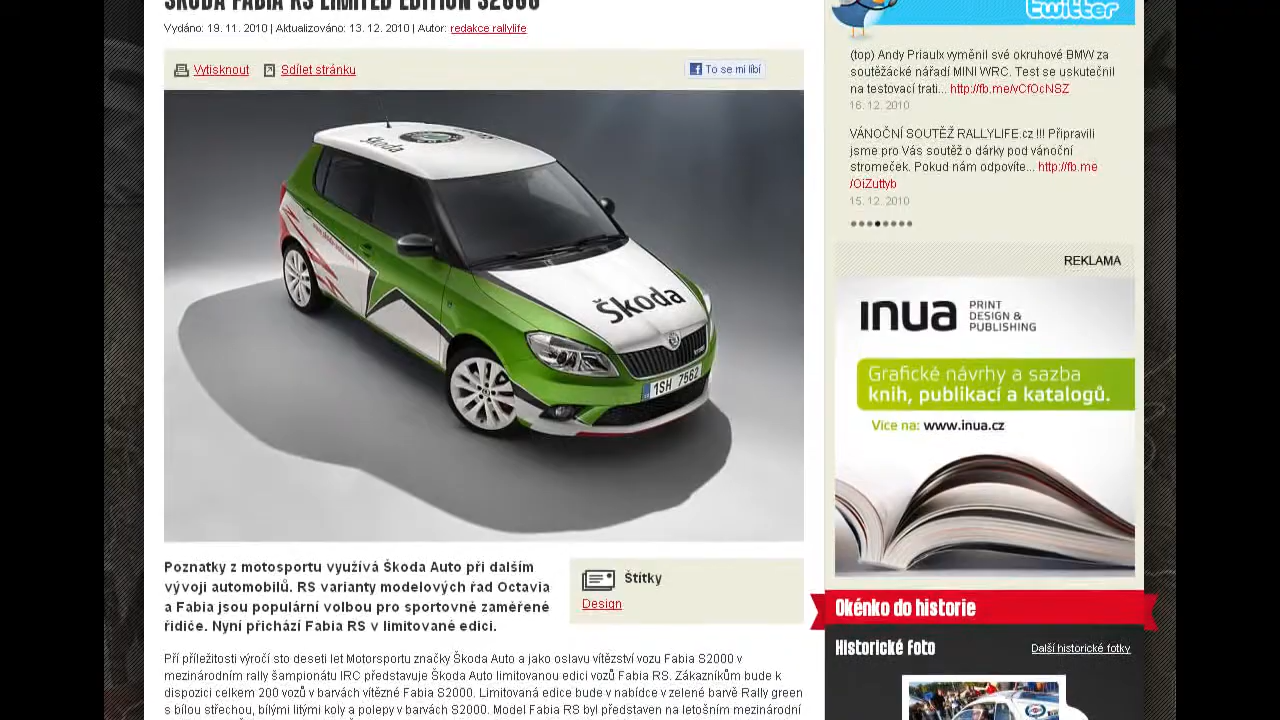 ŠKODA FABIA RS LIMITED EDITION S2000
Vydáno: 19. 11. 2010 | Aktualizováno: 13. 12. 2010 | Autor: redakce rallylife
Vytisknout
Sdílet stránku
To se mi líbí
Škoda
Škoda
1SH 7562
Poznatky z motosportu využívá Škoda Auto při dalším
vývoji automobilů. RS varianty modelových řad Octavia
a Fabia jsou populární volbou pro sportovně zaměřené
řidiče. Nyní přichází Fabia RS v limitované edici.
Štítky
Design
Při příležitosti výročí sto deseti let Motorsportu značky Škoda Auto a jako oslavu vítězství vozu Fabia S2000 v
mezinárodním rally šampionátu IRC představuje Škoda Auto limitovanou edici vozů Fabia RS. Zákazníkům bude k
dispozici celkem 200 vozů v barvách vítězné Fabia S2000. Limitovaná edice bude v nabídce v zelené barvě Rally green
s bílou střechou, bílými litými koly a polepy v barvách S2000. Model Fabia RS byl představen na letošním mezinárodní
twitter
(top) Andy Priaulx vyměnil své okruhové BMW za
soutěžácké nářadí MINI WRC. Test se uskutečnil
na testovací trati... http://fb.me/vCfOcNSZ
16. 12. 2010
VÁNOČNÍ SOUTĚŽ RALLYLIFE.cz !!! Připravili
jsme pro Vás soutěž o dárky pod vánoční
stromeček. Pokud nám odpovíte... http://fb.me
/OiZuttyb
15. 12. 2010
REKLAMA
inua PRINT
DESIGN &
PUBLISHING
Grafické návrhy a sazba
knih, publikací a katalogů.
Více na: www.inua.cz
Okénko do historie
Historické foto
Další historické fotky